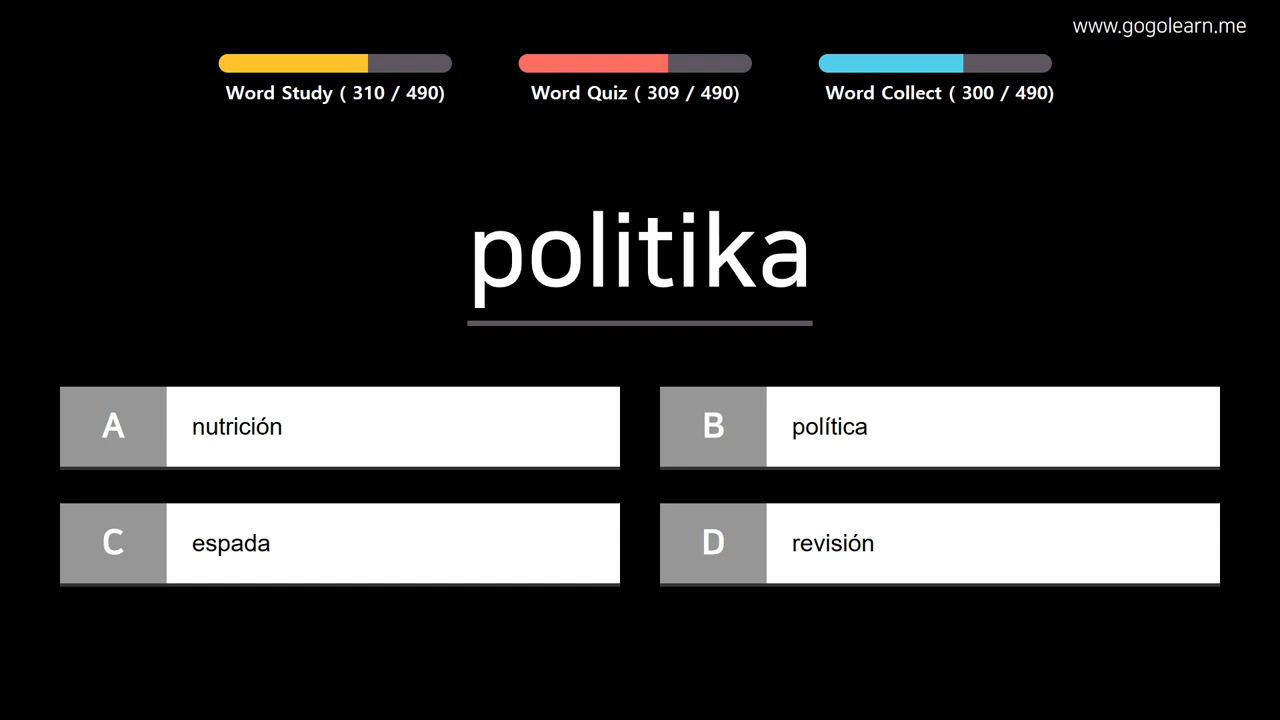 www.gogolearn.me
Word Study ( 310 / 490)
Word Quiz ( 309 / 490)
Word Collect ( 300 / 490)
politika
A nutrición
B política
C espada
D revisión